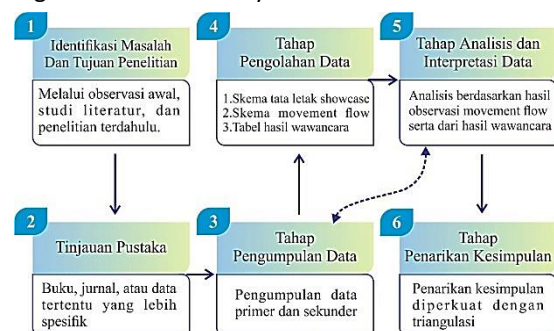 1
Identifikasi Masalah
Dan Tujuan Penelitian
Melalui observasi awal,
studi literatur, dan
penelitian terdahulu.
2
Tinjauan Pustaka
Buku, jurnal, atau data
tertentu yang lebih
spesifik
3
Tahap
Pengumpulan Data
Pengumpulan data
primer dan sekunder
4
Tahap
Pengolahan Data
1.Skema tata letak showcase
2.Skema movement flow
3.Tabel hasil wawancara
5
Tahap Analisis dan
Interpretasi Data
Analisis berdasarkan hasil
observasi movement flow
serta dari hasil wawancara
6
Tahap
Penarikan Kesimpulan
Penarikan kesimpulan
diperkuat dengan
triangulasi